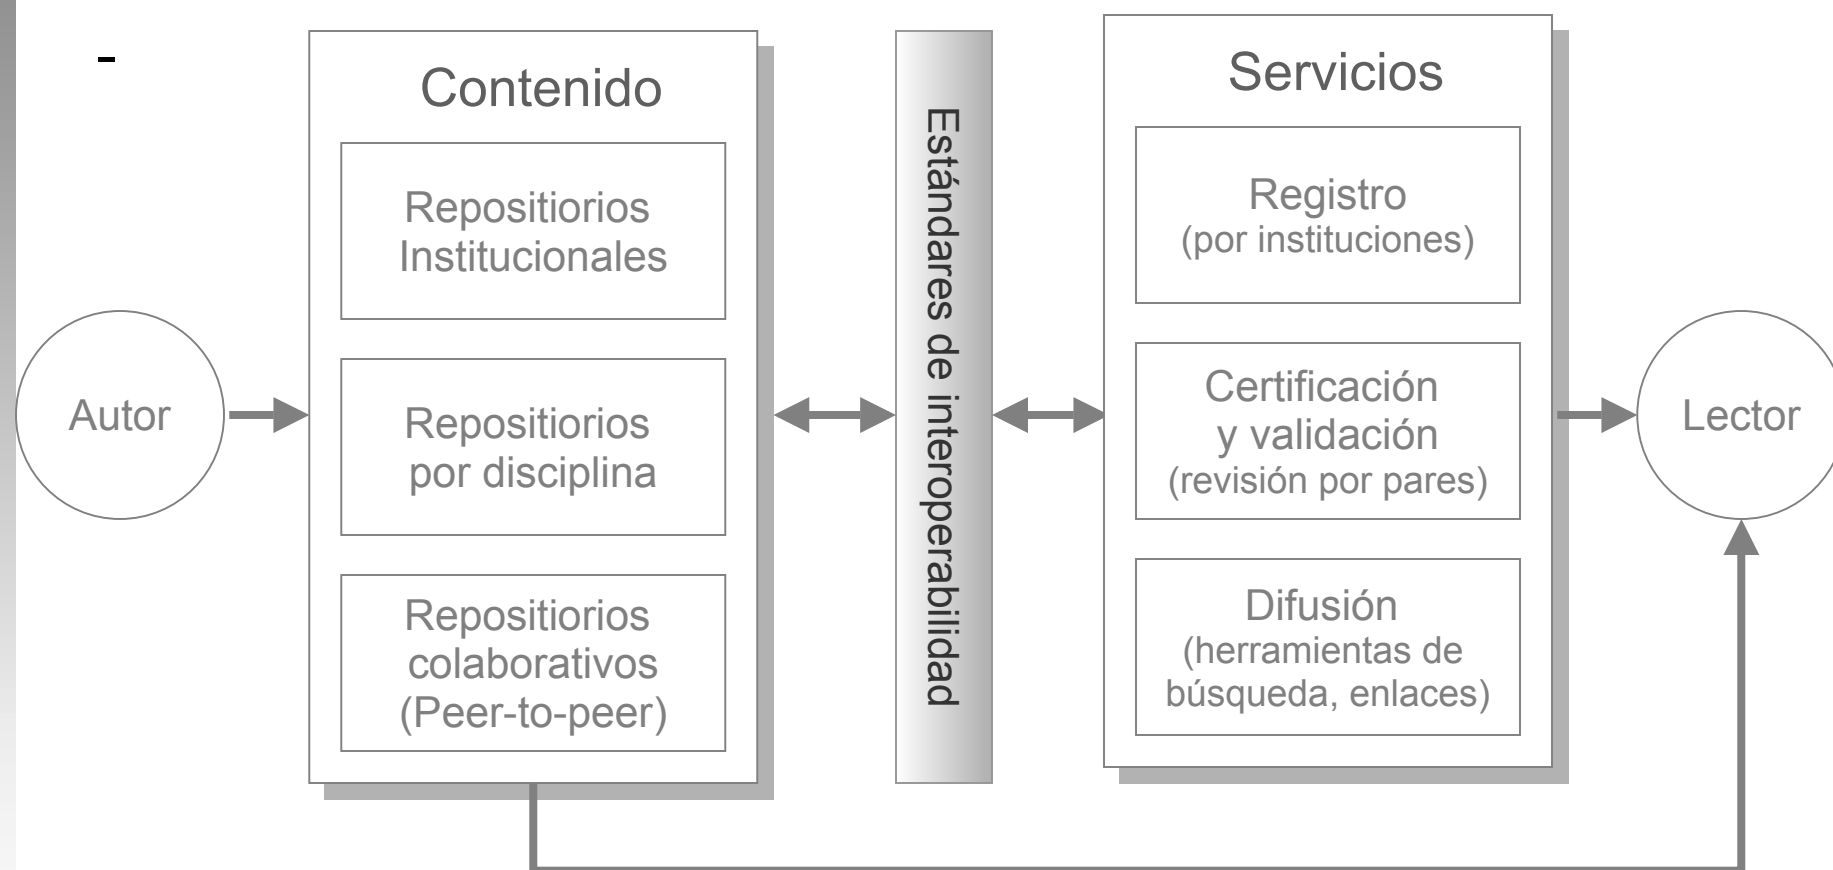 -
Contenido
Repositiorios
Institucionales
Repositiorios
por disciplina
Repositiorios
colaborativos
(Peer-to-peer)
Autor
Estándares de interoperabilidad
Servicios
Registro
(por instituciones)
Certificación
y validación
(revisión por pares)
Difusión
(herramientas de
búsqueda, enlaces)
Lector